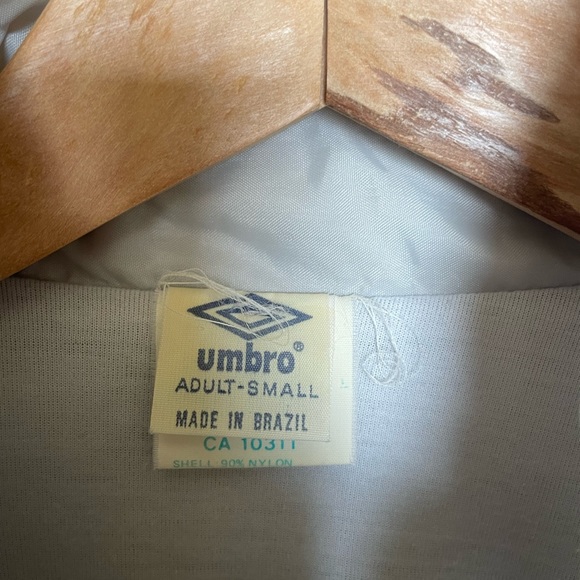 umbro®
ADULT-SMALL
MADE IN BRAZIL
CA 10311
SHELL 90% NYLON